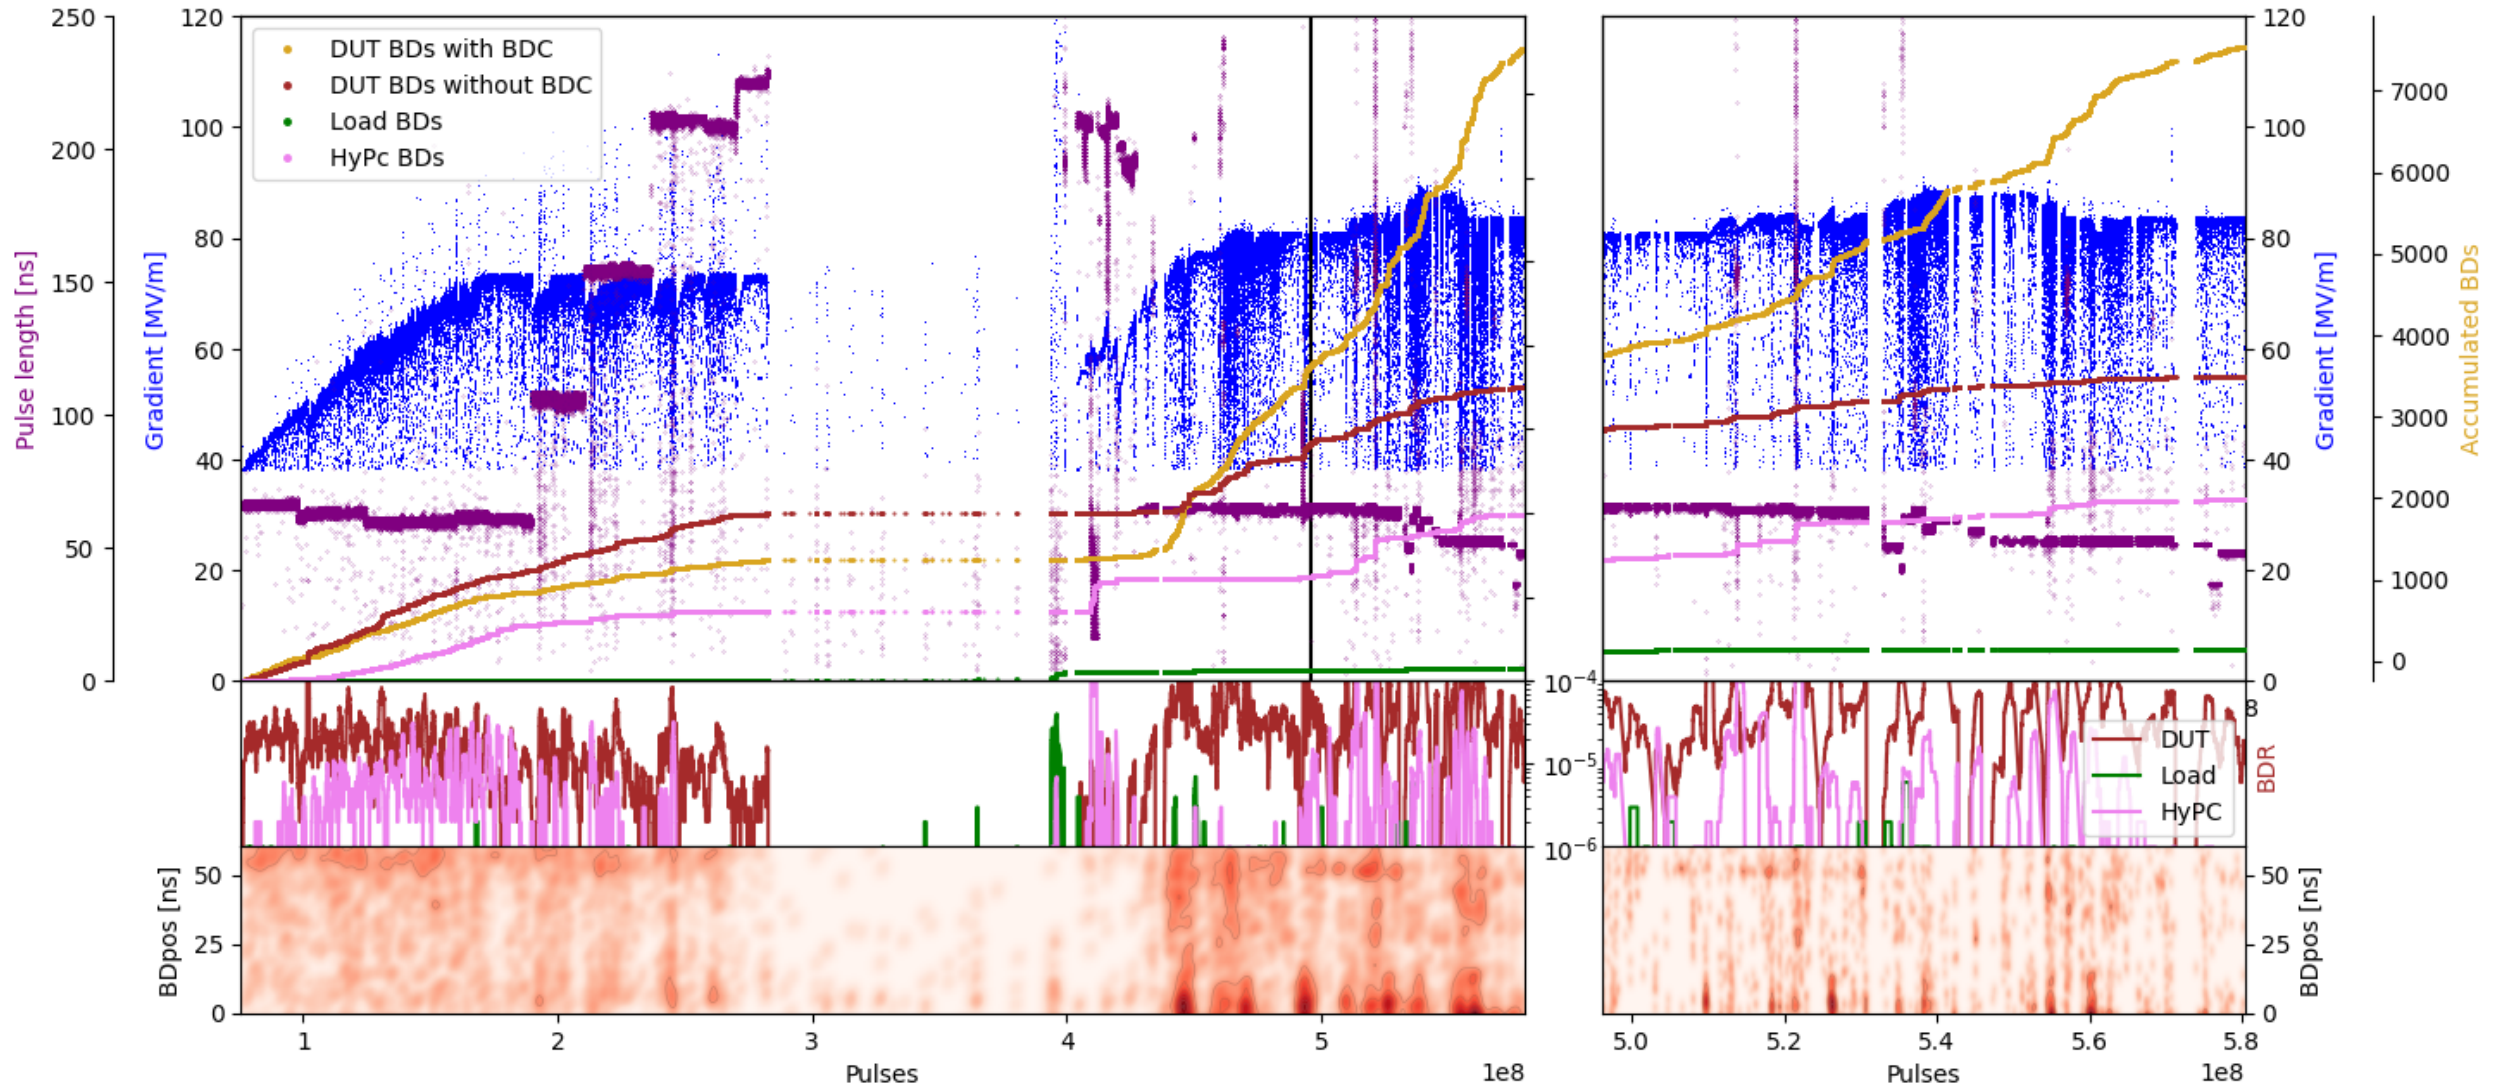 250
200
150
100
50
0
Pulse length [ns]
120
100
80
60
40
20
0
Gradient [MV/m]
DUT BDs with BDC
DUT BDs without BDC
Load BDs
HyPc BDs
120
100
80
60
40
20
0
Gradient [MV/m]
7000
6000
5000
4000
3000
2000
1000
0
Accumulated BDs
10⁻⁴
10⁻⁵
10⁻⁶
8
BDR
DUT
Load
HyPC
50
25
0
BDpos [ns]
50
25
0
BDpos [ns]
1 2 3 4 5
Pulses
1e8
5.0 5.2 5.4 5.6 5.8
Pulses
1e8